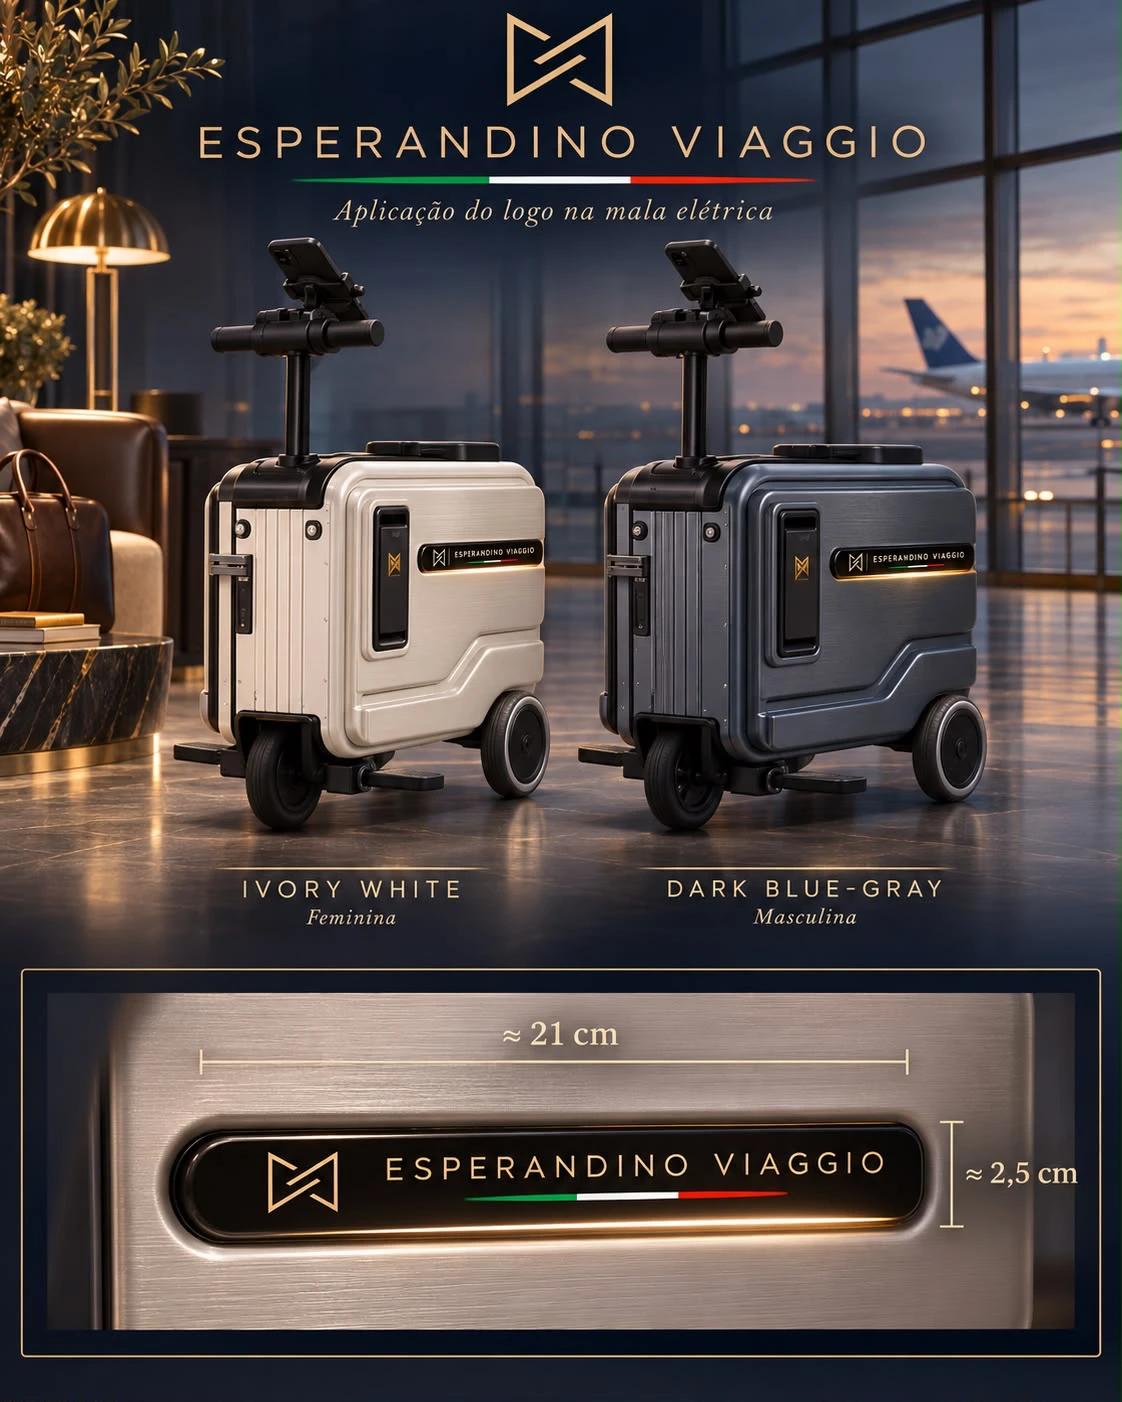 ESPERANDINO VIAGGIO
Aplicação do logo na mala elétrica
ESPERANDINO VIAGGIO
ESPERANDINO VIAGGIO
IVORY WHITE
Feminina
DARK BLUE-GRAY
Masculina
≈ 21 cm
ESPERANDINO VIAGGIO
≈ 2,5 cm